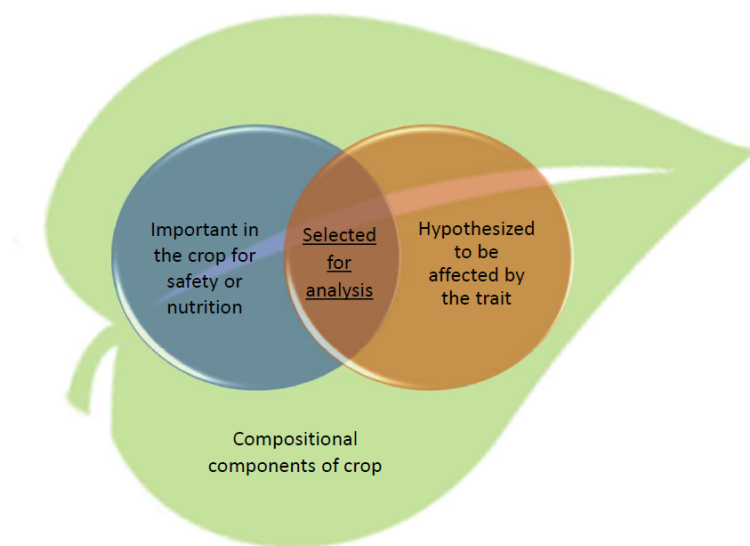 Important in
the crop for
safety or
nutrition
Selected
for
analysis
Hypothesized
to be
affected by
the trait
Compositional
components of crop